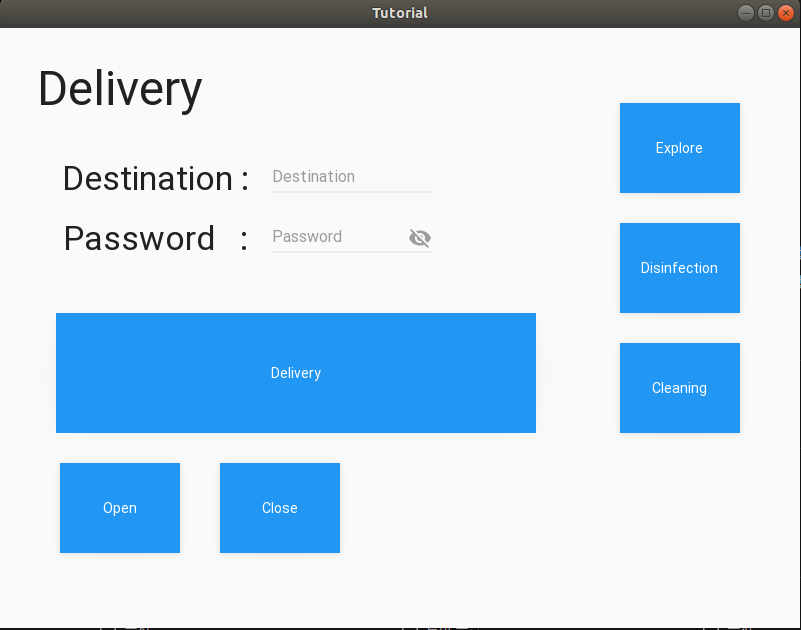 Tutorial
Delivery
Destination : Destination
Password : Password
Explore
Disinfection
Cleaning
Delivery
Open Close